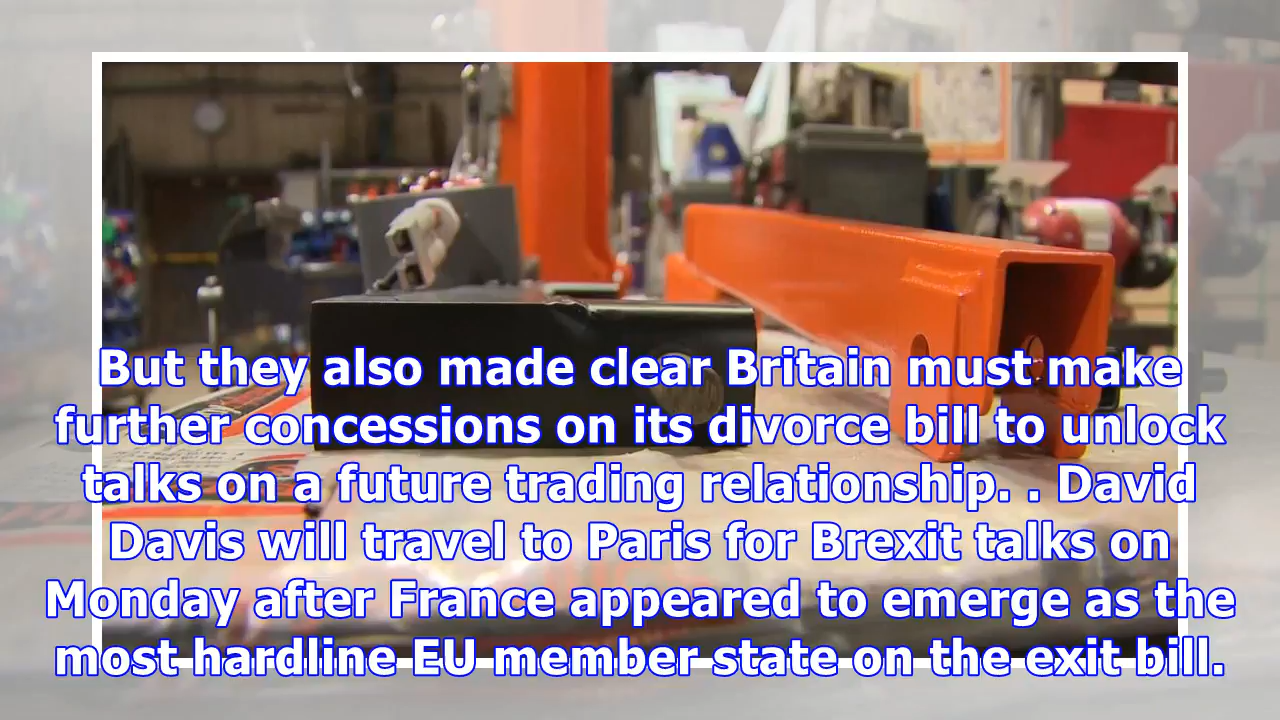 But they also made clear Britain must make
further concessions on its divorce bill to unlock
talks on a future trading relationship. . David
Davis will travel to Paris for Brexit talks on
Monday after France appeared to emerge as the
most hardline EU member state on the exit bill.